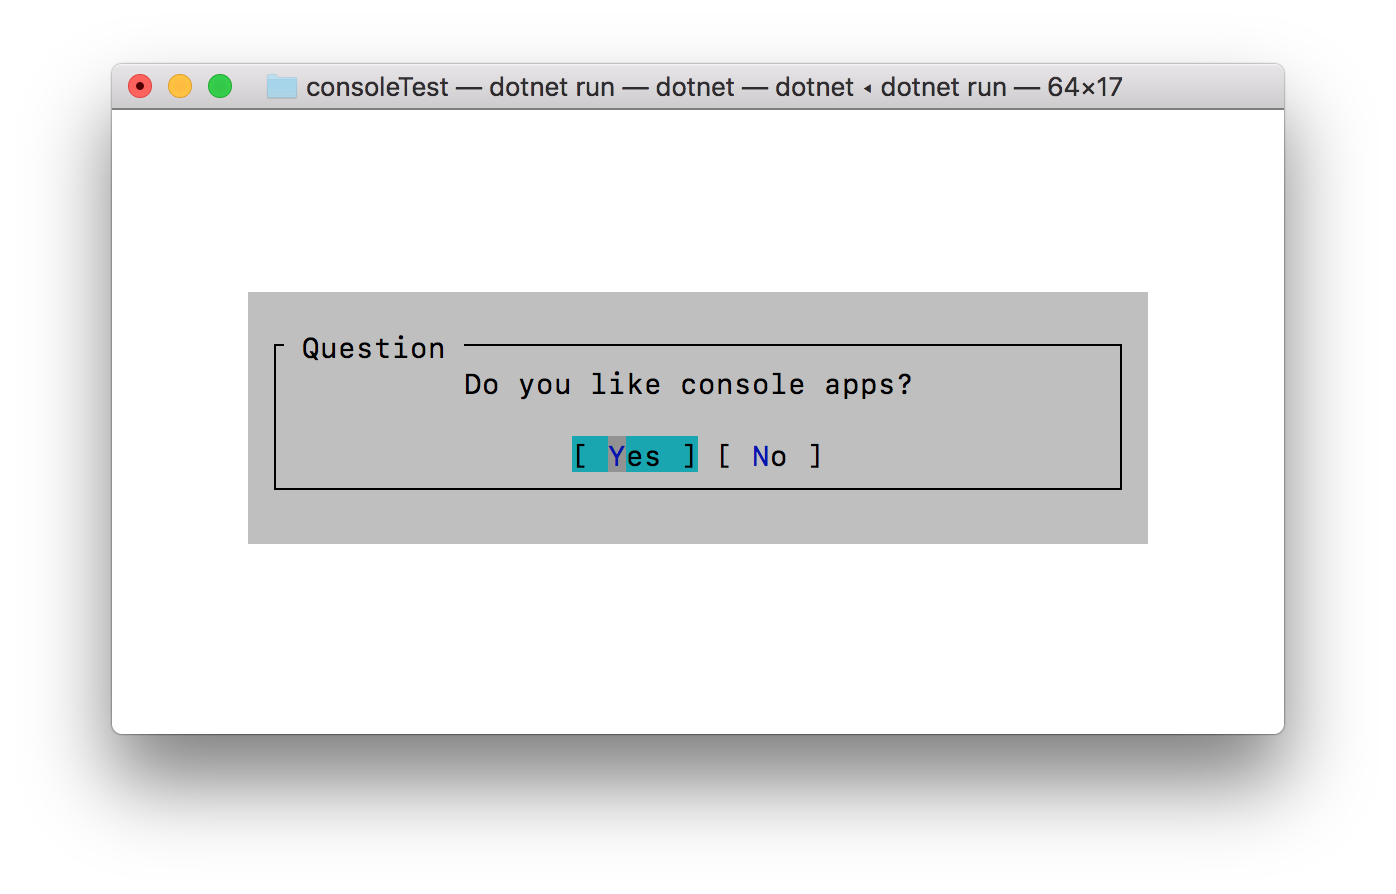 consoleTest — dotnet run — dotnet — dotnet ◂ dotnet run — 64×17
Question
Do you like console apps?
[ Yes ] [ No ]